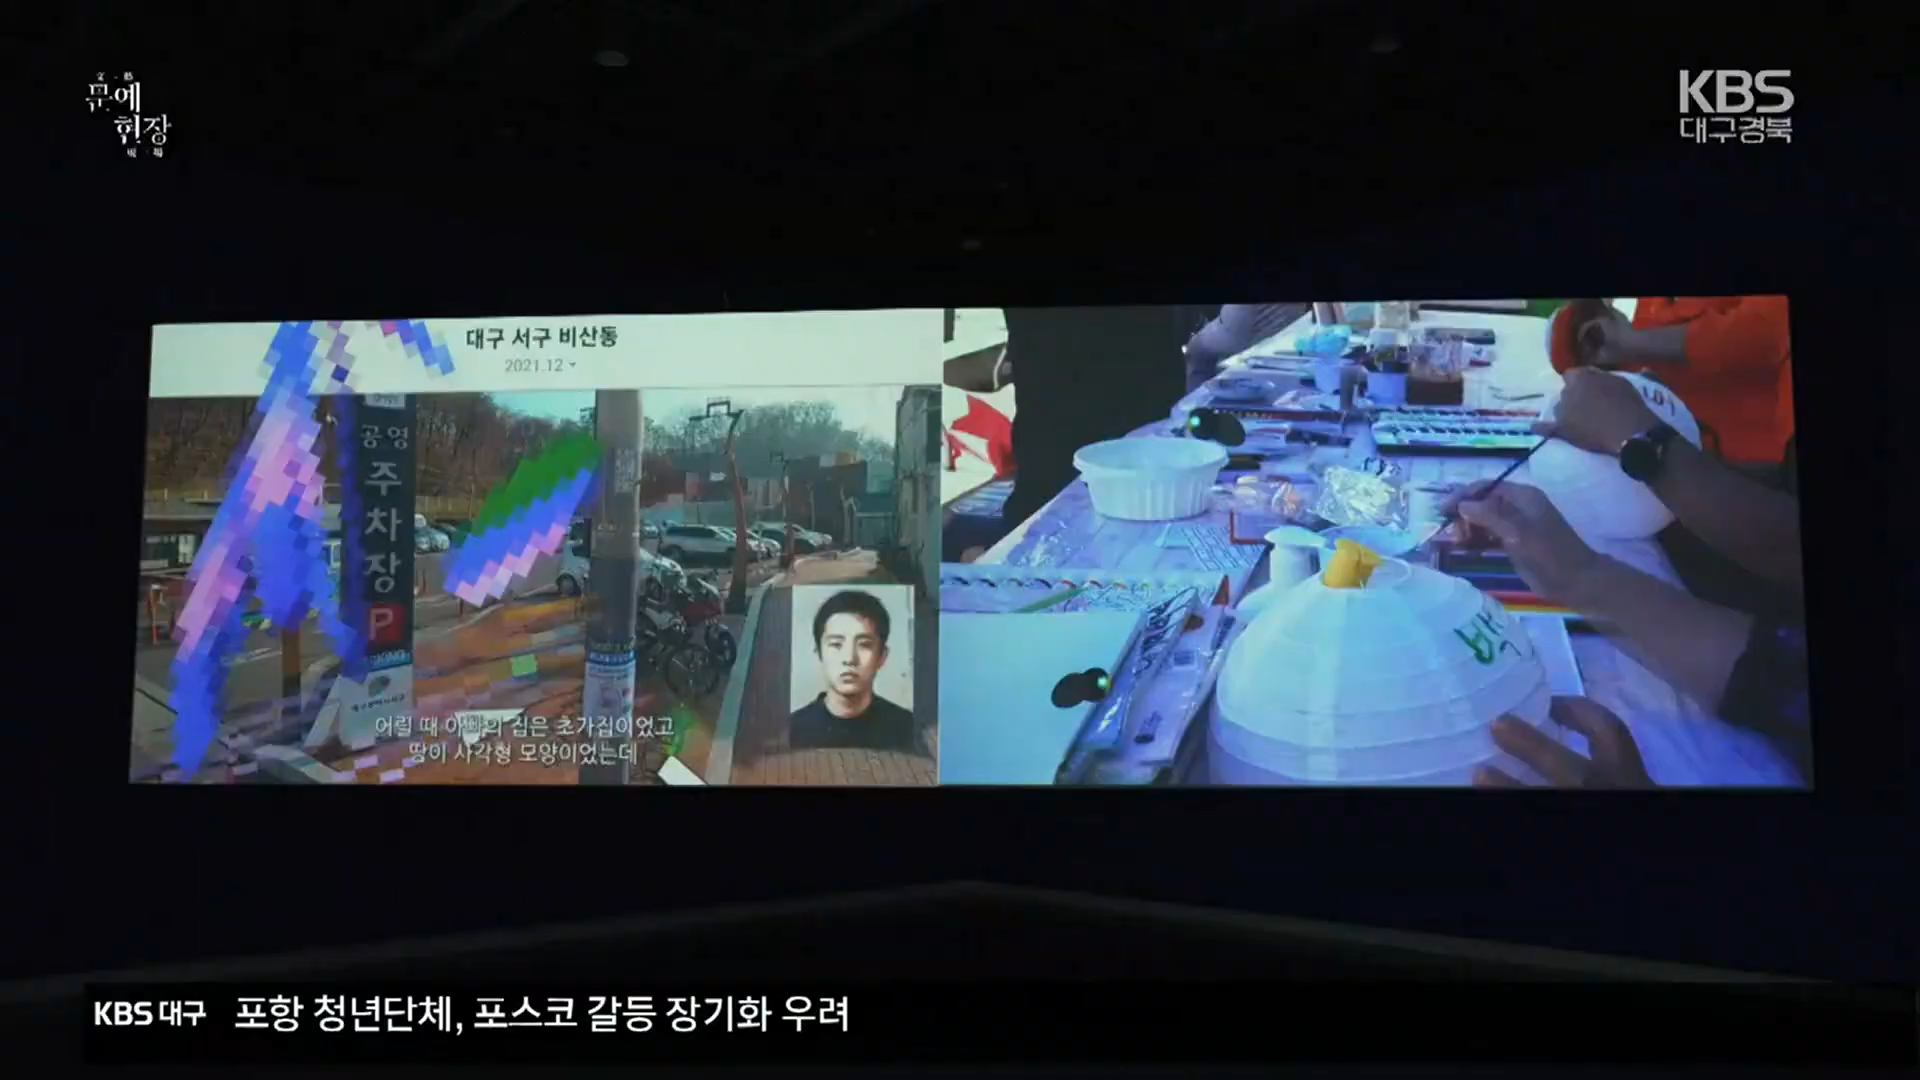 문예
현장
KBS
대구경북
대구 서구 비산동
2021.12
공영
주
차
장
P
어릴 때 아빠의 집은 초가집이었고
땅이 사각형 모양이었는데
KBS 대구 포항 청년단체, 포스코 갈등 장기화 우려